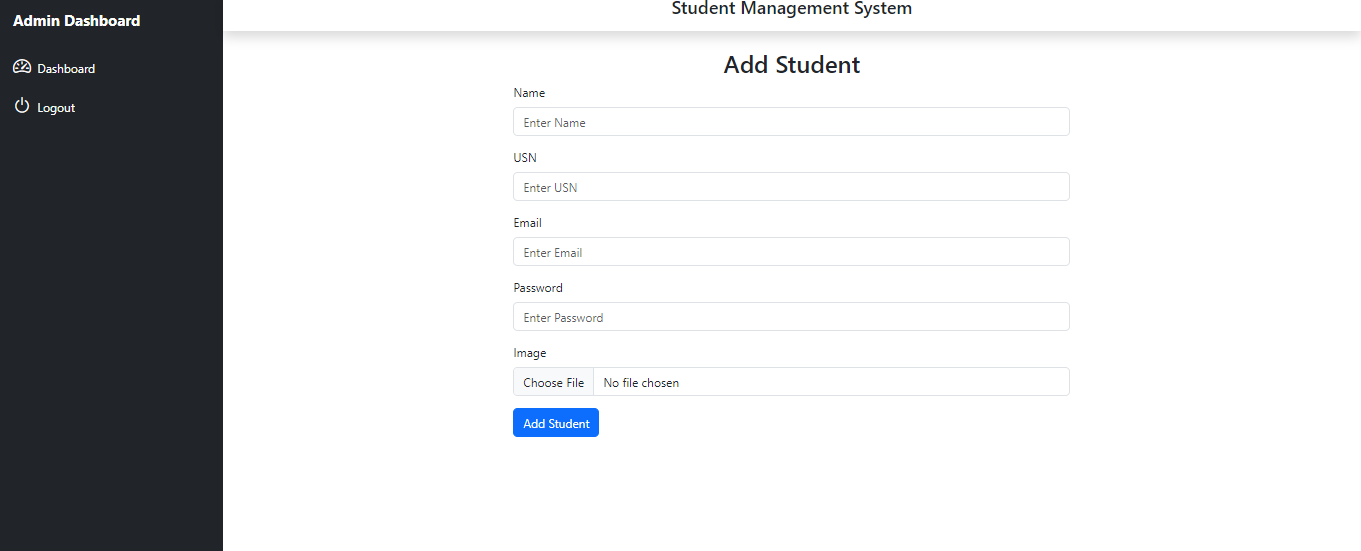 Admin Dashboard
Dashboard
Logout
Student Management System
Add Student
Name
Enter Name
USN
Enter USN
Email
Enter Email
Password
Enter Password
Image
Choose File No file chosen
Add Student